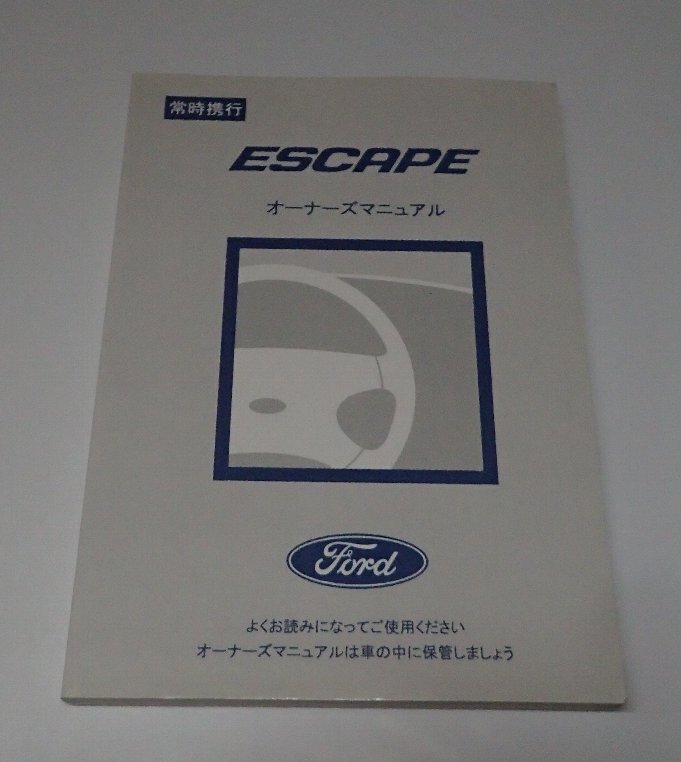 常時携行
ESCAPE
オーナーズマニュアル
Ford
よくお読みになってご使用ください
オーナーズマニュアルは車の中に保管しましょう